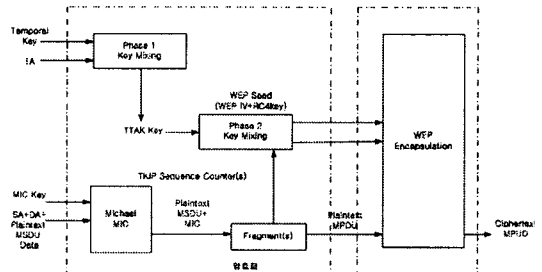 Temporal
Key
TA
Phase 1
Key Mixing
WEP Seed
(WEP IV+RC4key)
TTAK Key
Phase 2
Key Mixing
WEP
Encapsulation
TKIP Sequence Counter(s)
MIC Key
SA+DA+
Plaintext
MSDU
Data
Michael
MIC
Plaintext
MSDU+
MIC
Fragment(s)
Plaintext
MPDU
Ciphertext
MPUD